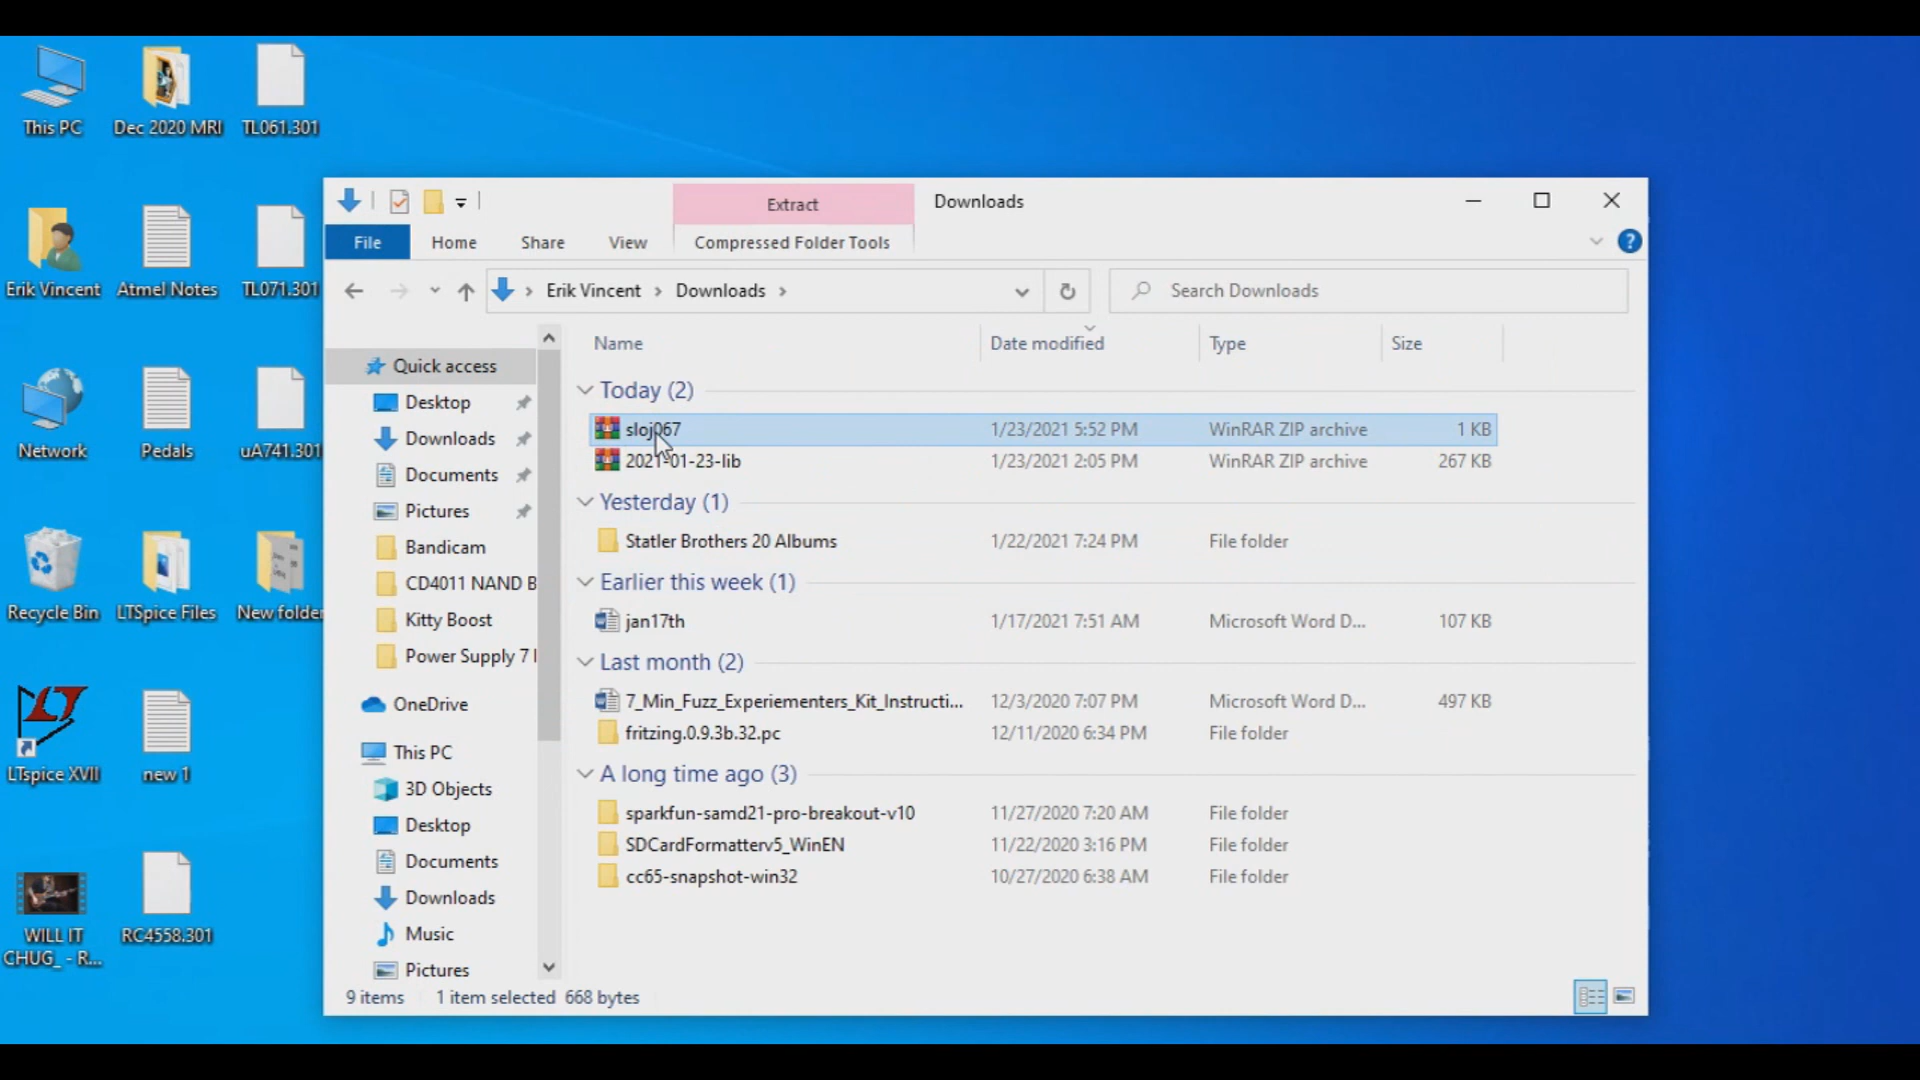 This PC
Dec 2020 MRI
TL061.301
Erik Vincent
Atmel Notes
TL071.301
Network
Pedals
uA741.301
Recycle Bin
LTSpice Files
New folder
LTspice XVII
new 1
WILL IT
CHUG_ - R...
RC4558.301
Extract
Downloads
File
Home
Share
View
Compressed Folder Tools
Erik Vincent
Downloads
Search Downloads
Name
Date modified
Type
Size
Quick access
Desktop
Downloads
Documents
Pictures
Bandicam
CD4011 NAND B
Kitty Boost
Power Supply 7
OneDrive
This PC
3D Objects
Desktop
Documents
Downloads
Music
Pictures
Today (2)
sloj067 1/23/2021 5:52 PM WinRAR ZIP archive 1 KB
2021-01-23-lib 1/23/2021 2:05 PM WinRAR ZIP archive 267 KB
Yesterday (1)
Statler Brothers 20 Albums 1/22/2021 7:24 PM File folder
Earlier this week (1)
jan17th 1/17/2021 7:51 AM Microsoft Word D... 107 KB
Last month (2)
7_Min_Fuzz_Experiementers_Kit_Instructi... 12/3/2020 7:07 PM Microsoft Word D... 497 KB
fritzing.0.9.3b.32.pc 12/11/2020 6:34 PM File folder
A long time ago (3)
sparkfun-samd21-pro-breakout-v10 11/27/2020 7:20 AM File folder
SDCardFormatterv5_WinEN 11/22/2020 3:16 PM File folder
cc65-snapshot-win32 10/27/2020 6:38 AM File folder
9 items 1 item selected 668 bytes